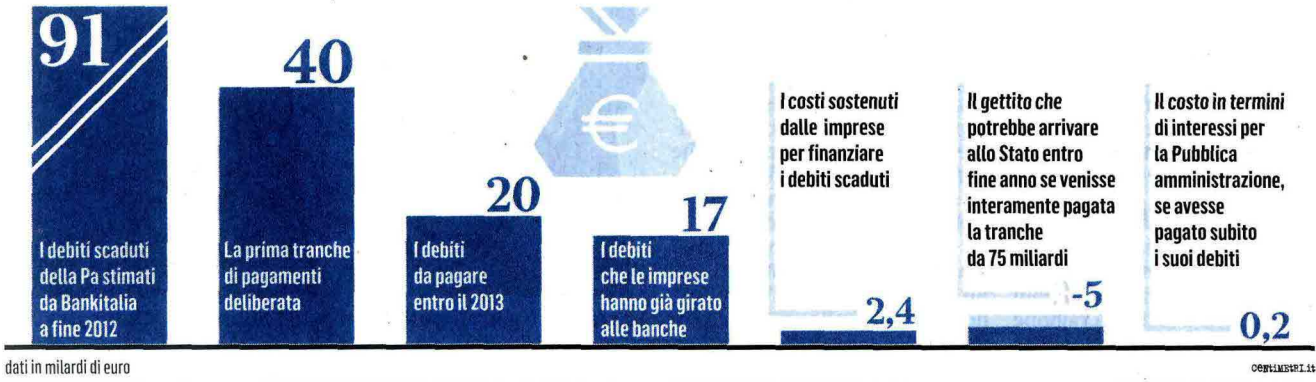 91
I debiti scaduti
della Pa stimati
da Bankitalia
a fine 2012
40
La prima tranche
di pagamenti
deliberata
20
I debiti
da pagare
entro il 2013
€
17
I debiti
che le imprese
hanno già girato
alle banche
I costi sostenuti
dalle imprese
per finanziare
i debiti scaduti
2,4
Il gettito che
potrebbe arrivare
allo Stato entro
fine anno se venisse
interamente pagata
la tranche
da 75 miliardi
-5
Il costo in termini
di interessi per
la Pubblica
amministrazione,
se avesse
pagato subito
i suoi debiti
0,2
dati in milardi di euro
CENTIMETRI.it